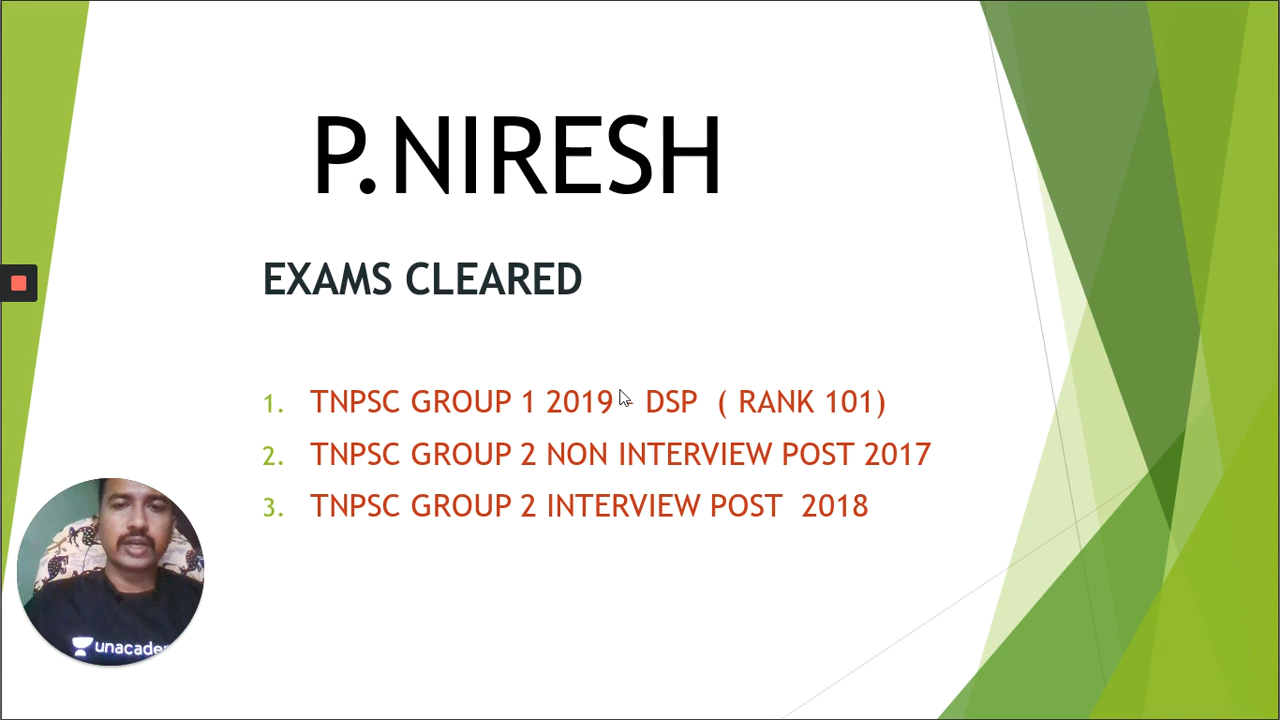 P.NIRESH
EXAMS CLEARED
1. TNPSC GROUP 1 2019 - DSP ( RANK 101)
2. TNPSC GROUP 2 NON INTERVIEW POST 2017
3. TNPSC GROUP 2 INTERVIEW POST 2018
unacade